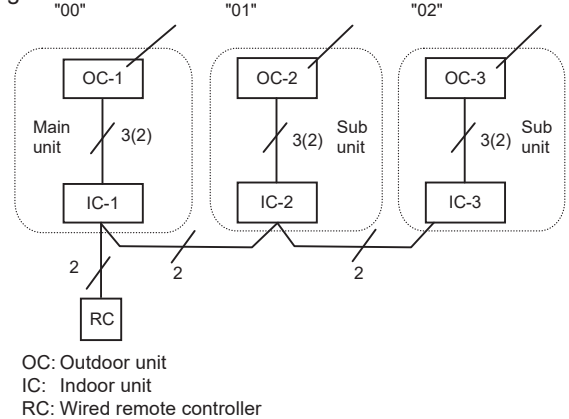 "00" "01" "02"
OC-1 OC-2 OC-3
Main unit 3(2) 3(2) Sub unit 3(2) Sub unit
IC-1 IC-2 IC-3
2 2 2
RC
OC: Outdoor unit
IC: Indoor unit
RC: Wired remote controller